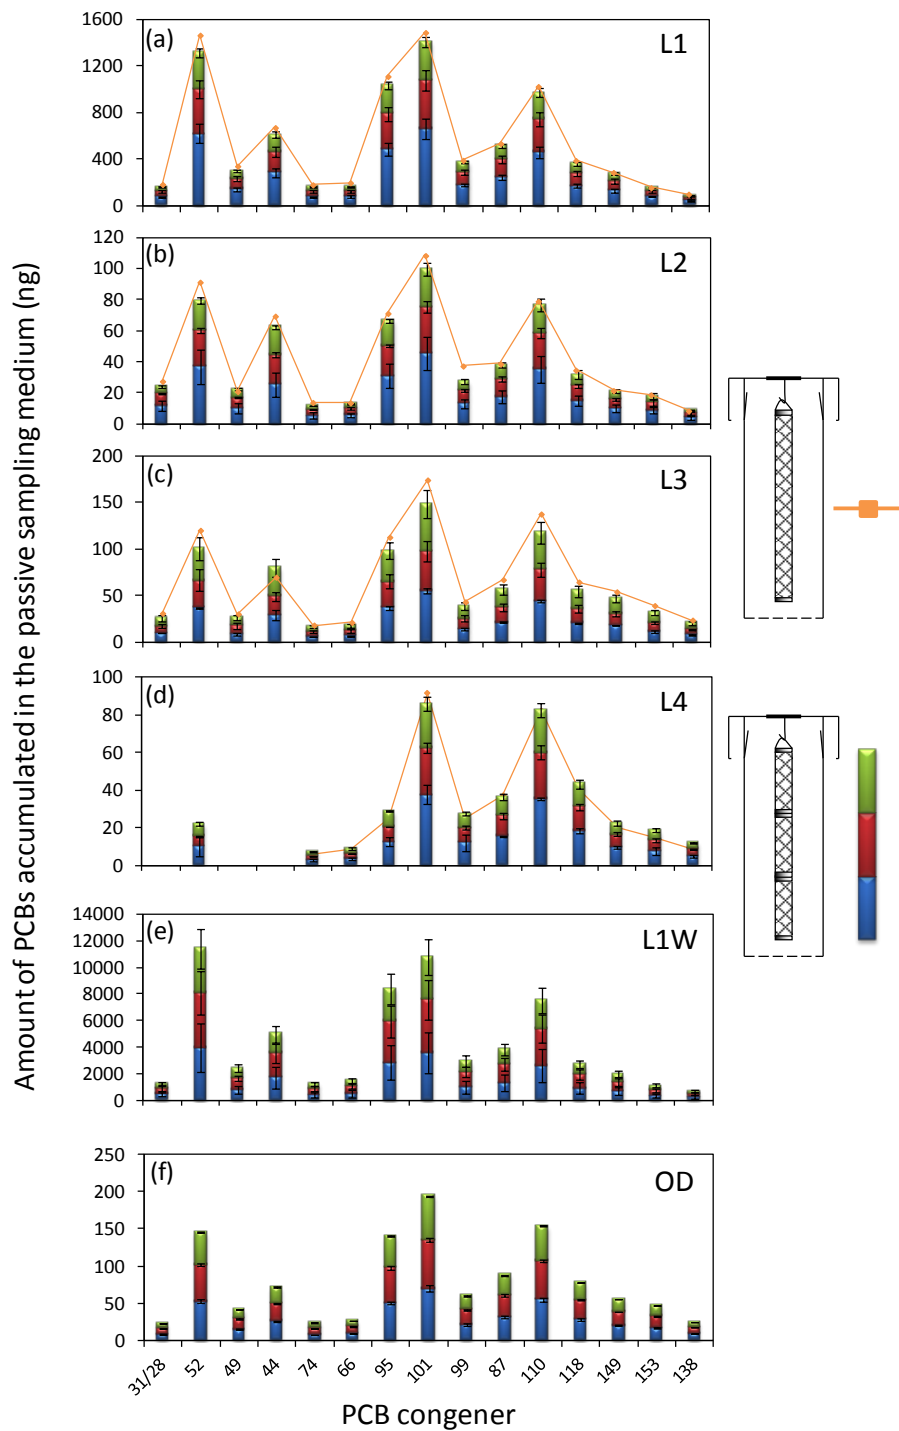 Amount of PCBs accumulated in the passive sampling medium (ng)
(a)
L1
1600
1200
800
400
0
(b)
L2
120
100
80
60
40
20
0
(c)
L3
200
150
100
50
0
(d)
L4
100
80
60
40
20
0
(e)
L1W
14000
12000
10000
8000
6000
4000
2000
0
(f)
OD
250
200
150
100
50
0
31/28 52 49 44 74 66 95 101 99 87 110 118 149 153 138
PCB congener